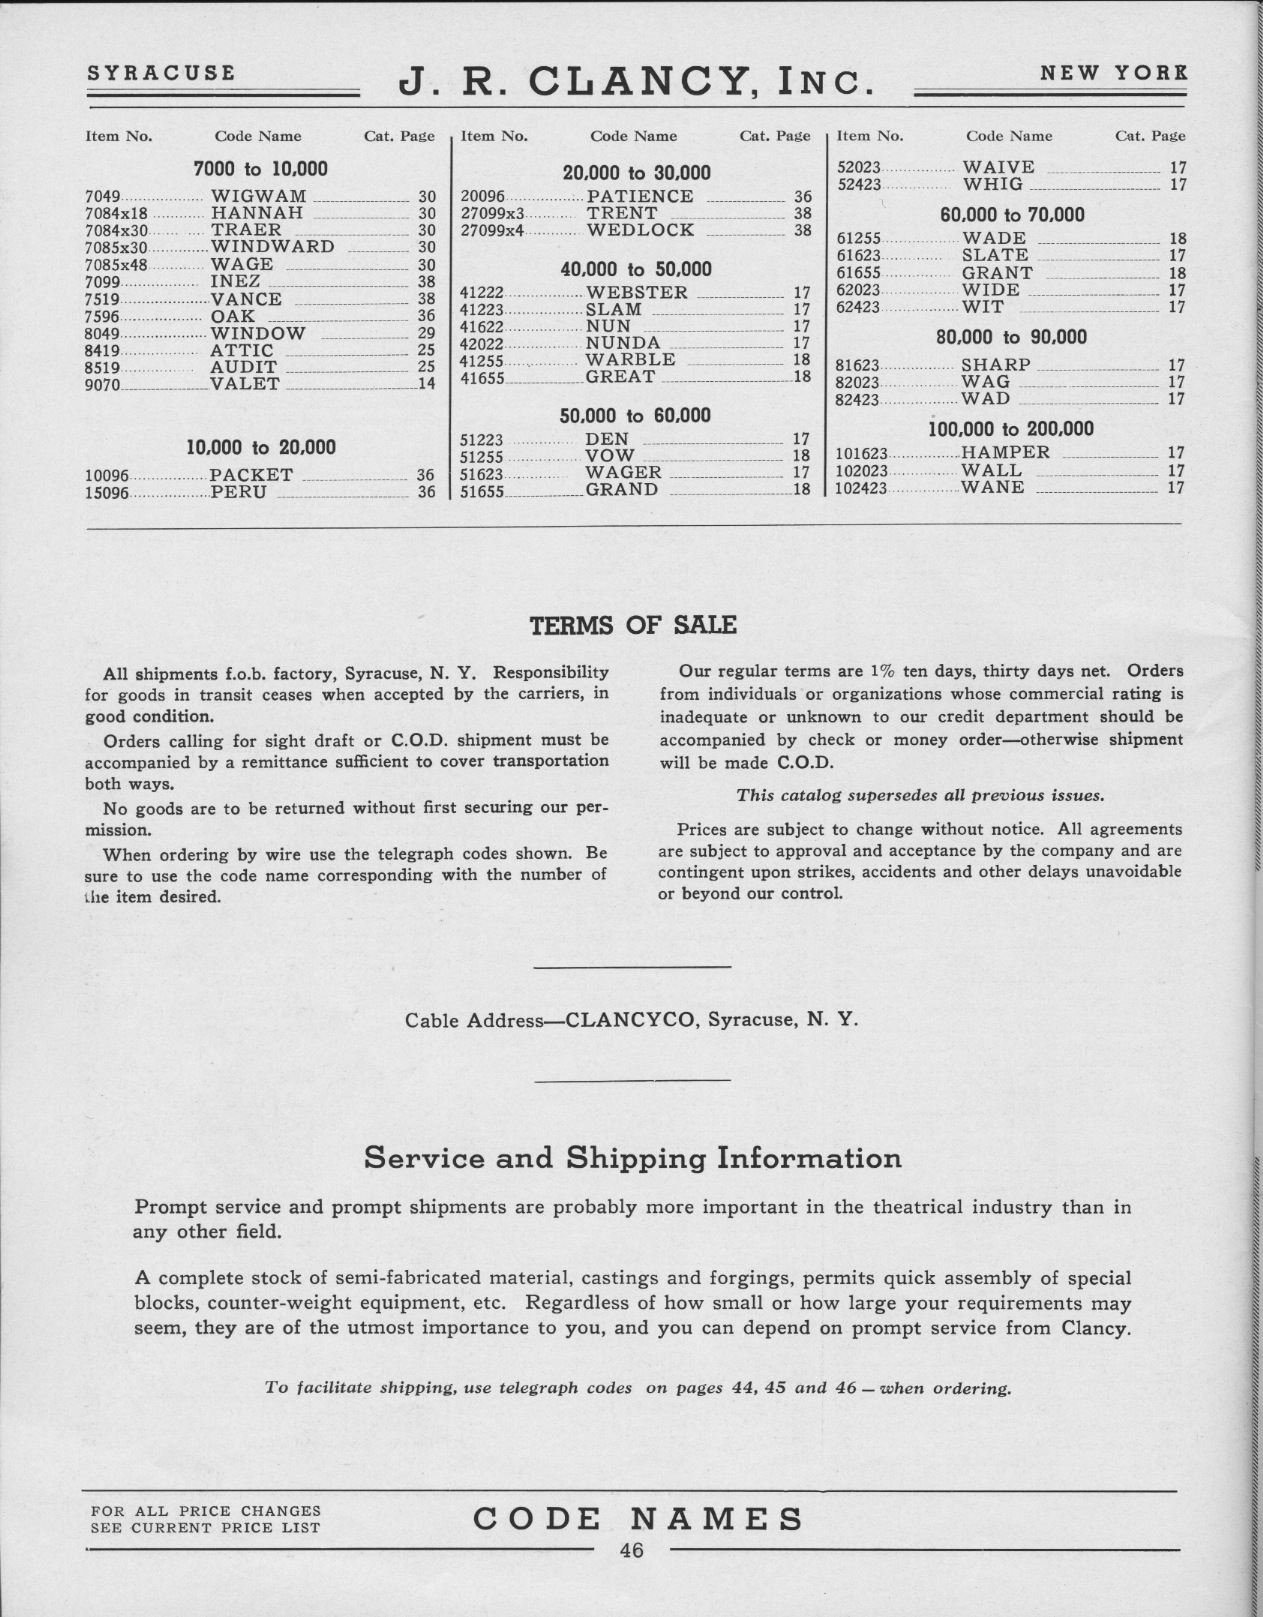 SYRACUSE J. R. CLANCY, INC. NEW YORK
Item No. Code Name Cat. Page
7000 to 10,000
7049 WIGWAM 30
7084x18 HANNAH 30
7084x30 TRAER 30
7085x30 WINDWARD 30
7085x48 WAGE 30
7099 INEZ 38
7519 VANCE 38
7596 OAK 36
8049 WINDOW 29
8419 ATTIC 25
8519 AUDIT 25
9070 VALET 14
10,000 to 20,000
10096 PACKET 36
15096 PERU 36
Item No. Code Name Cat. Page
20,000 to 30,000
20096 PATIENCE 36
27099x3 TRENT 38
27099x4 WEDLOCK 38
40,000 to 50,000
41222 WEBSTER 17
41223 SLAM 17
41622 NUN 17
42022 NUNDA 17
41255 WARBLE 18
41655 GREAT 18
50,000 to 60,000
51223 DEN 17
51255 VOW 18
51623 WAGER 17
51655 GRAND 18
Item No. Code Name Cat. Page
52023 WAIVE 17
52423 WHIG 17
60,000 to 70,000
61255 WADE 18
61623 SLATE 17
61655 GRANT 18
62023 WIDE 17
62423 WIT 17
80,000 to 90,000
81623 SHARP 17
82023 WAG 17
82423 WAD 17
100,000 to 200,000
101623 HAMPER 17
102023 WALL 17
102423 WANE 17
TERMS OF SALE
All shipments f.o.b. factory, Syracuse, N. Y. Responsibility
for goods in transit ceases when accepted by the carriers, in
good condition.
Orders calling for sight draft or C.O.D. shipment must be
accompanied by a remittance sufficient to cover transportation
both ways.
No goods are to be returned without first securing our per-
mission.
When ordering by wire use the telegraph codes shown. Be
sure to use the code name corresponding with the number of
the item desired.
Our regular terms are 1% ten days, thirty days net. Orders
from individuals or organizations whose commercial rating is
inadequate or unknown to our credit department should be
accompanied by check or money order—otherwise shipment
will be made C.O.D.
This catalog supersedes all previous issues.
Prices are subject to change without notice. All agreements
are subject to approval and acceptance by the company and are
contingent upon strikes, accidents and other delays unavoidable
or beyond our control.
Cable Address—CLANCYCO, Syracuse, N. Y.
Service and Shipping Information
Prompt service and prompt shipments are probably more important in the theatrical industry than in
any other field.
A complete stock of semi-fabricated material, castings and forgings, permits quick assembly of special
blocks, counter-weight equipment, etc. Regardless of how small or how large your requirements may
seem, they are of the utmost importance to you, and you can depend on prompt service from Clancy.
To facilitate shipping, use telegraph codes on pages 44, 45 and 46 — when ordering.
FOR ALL PRICE CHANGES
SEE CURRENT PRICE LIST
CODE NAMES
46